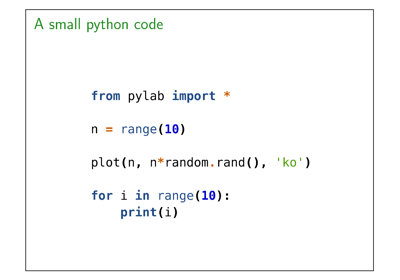 A small python code
from pylab import *
n = range(10)
plot(n, n*random.rand(), 'ko')
for i in range(10):
    print(i)